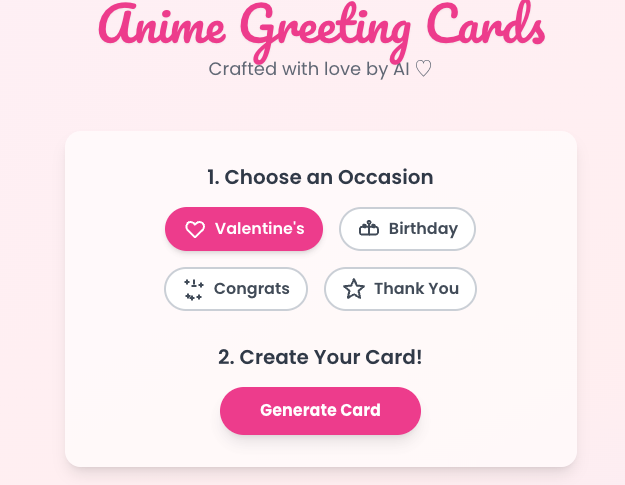 Anime Greeting Cards
Crafted with love by AI ♡
1. Choose an Occasion
Valentine's
Birthday
Congrats
Thank You
2. Create Your Card!
Generate Card